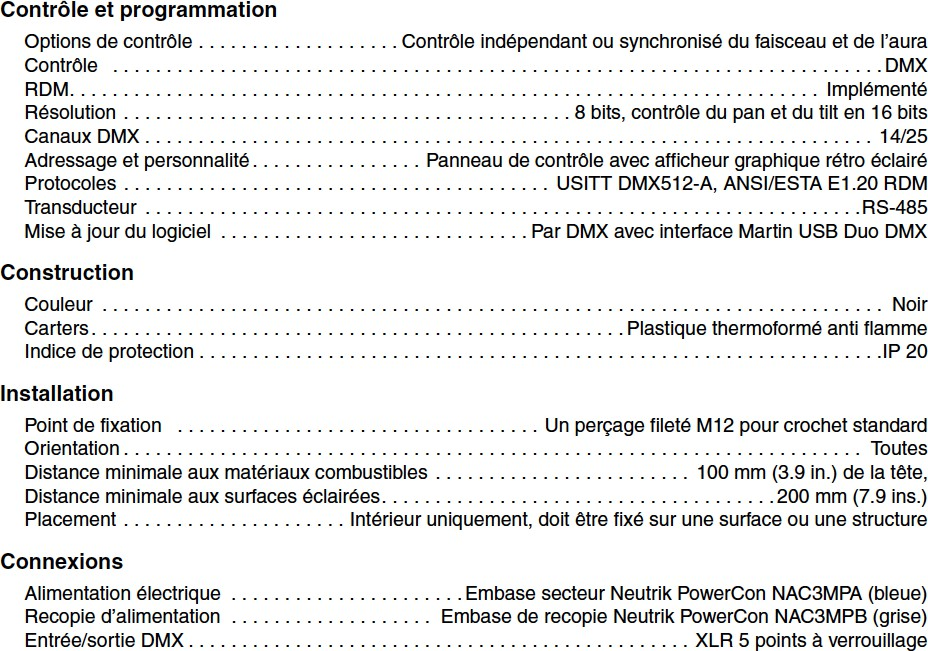 Contrôle et programmation
Options de contrôle . . . . . . . . . . . . . . . . . . . Contrôle indépendant ou synchronisé du faisceau et de l'aura
Contrôle . . . . . . . . . . . . . . . . . . . . . . . . . . . . . . . . . . . . . . . . . . . . . . . . . . . . . . . . . . . . . . . . . . . . . . . . DMX
RDM. . . . . . . . . . . . . . . . . . . . . . . . . . . . . . . . . . . . . . . . . . . . . . . . . . . . . . . . . . . . . . . . . . . . . . Implémenté
Résolution . . . . . . . . . . . . . . . . . . . . . . . . . . . . . . . . . . . . . . . . . . 8 bits, contrôle du pan et du tilt en 16 bits
Canaux DMX . . . . . . . . . . . . . . . . . . . . . . . . . . . . . . . . . . . . . . . . . . . . . . . . . . . . . . . . . . . . . . . . . . . . 14/25
Adressage et personnalité. . . . . . . . . . . . . . . . Panneau de contrôle avec afficheur graphique rétro éclairé
Protocoles . . . . . . . . . . . . . . . . . . . . . . . . . . . . . . . . . . . . . . . . USITT DMX512-A, ANSI/ESTA E1.20 RDM
Transducteur . . . . . . . . . . . . . . . . . . . . . . . . . . . . . . . . . . . . . . . . . . . . . . . . . . . . . . . . . . . . . . . . . . .RS-485
Mise à jour du logiciel . . . . . . . . . . . . . . . . . . . . . . . . . . . . . Par DMX avec interface Martin USB Duo DMX
Construction
Couleur . . . . . . . . . . . . . . . . . . . . . . . . . . . . . . . . . . . . . . . . . . . . . . . . . . . . . . . . . . . . . . . . . . . . . . . . . Noir
Carters. . . . . . . . . . . . . . . . . . . . . . . . . . . . . . . . . . . . . . . . . . . . . . . . . . Plastique thermoformé anti flamme
Indice de protection . . . . . . . . . . . . . . . . . . . . . . . . . . . . . . . . . . . . . . . . . . . . . . . . . . . . . . . . . . . . . . . .IP 20
Installation
Point de fixation . . . . . . . . . . . . . . . . . . . . . . . . . . . . . . . . . . Un perçage fileté M12 pour crochet standard
Orientation . . . . . . . . . . . . . . . . . . . . . . . . . . . . . . . . . . . . . . . . . . . . . . . . . . . . . . . . . . . . . . . . . . . . . Toutes
Distance minimale aux matériaux combustibles . . . . . . . . . . . . . . . . . . . . . . . . 100 mm (3.9 in.) de la tête,
Distance minimale aux surfaces éclairées. . . . . . . . . . . . . . . . . . . . . . . . . . . . . . . . . . . . . 200 mm (7.9 ins.)
Placement . . . . . . . . . . . . . . . . . . . . . Intérieur uniquement, doit être fixé sur une surface ou une structure
Connexions
Alimentation électrique . . . . . . . . . . . . . . . . . . . . . . Embase secteur Neutrik PowerCon NAC3MPA (bleue)
Recopie d'alimentation . . . . . . . . . . . . . . . . . . . Embase de recopie Neutrik PowerCon NAC3MPB (grise)
Entrée/sortie DMX . . . . . . . . . . . . . . . . . . . . . . . . . . . . . . . . . . . . . . . . . . . . . . . XLR 5 points à verrouillage